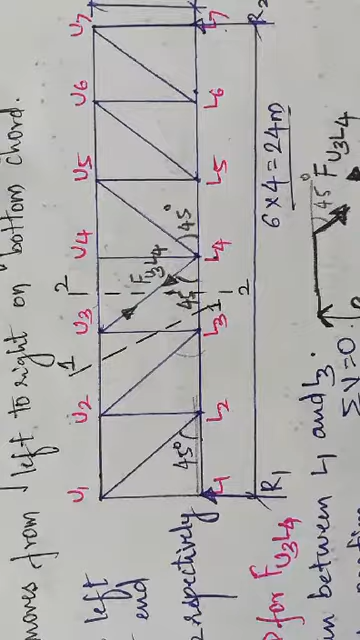 moves from left to right on bottom chord.
left
end
respectively
U1 U2 U3 U4 U5 U6 U7
1 2
FU3L4
45° 45 45°
1 2
L1 L2 L3 L4 L5 L6 L7
R1 6×4=24m R2
for FU3L4
between L1 and L3.
ΣV=0
45° FU3L4